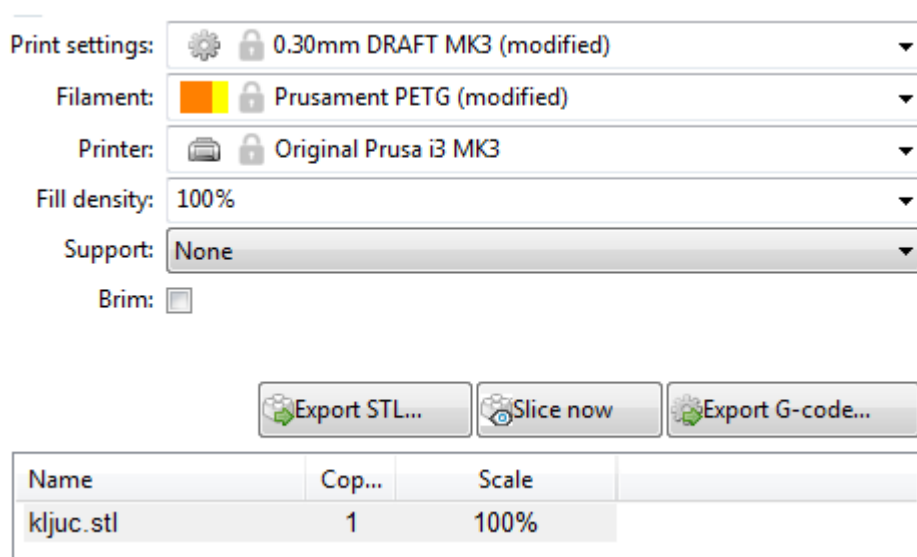 Print settings: 0.30mm DRAFT MK3 (modified)
Filament: Prusament PETG (modified)
Printer: Original Prusa i3 MK3
Fill density: 100%
Support: None
Brim:
Export STL... Slice now Export G-code...
Name Cop... Scale
kljuc.stl 1 100%